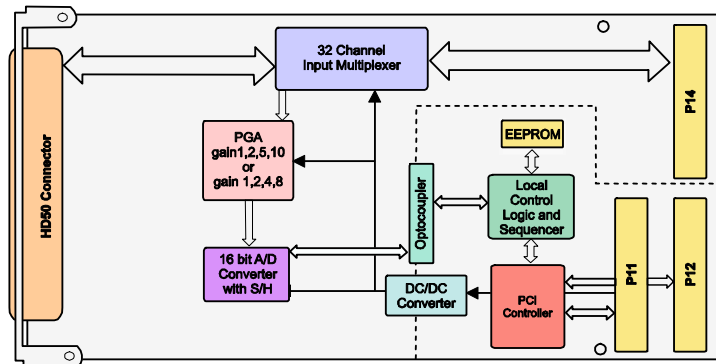 32 Channel
Input Multiplexer
HD50 Connector
P14
PGA
gain1,2,5,10
or
gain 1,2,4,8
EEPROM
Optocoupler
Local
Control
Logic and
Sequencer
16 bit A/D
Converter
with S/H
DC/DC
Converter
PCI
Controller
P11
P12